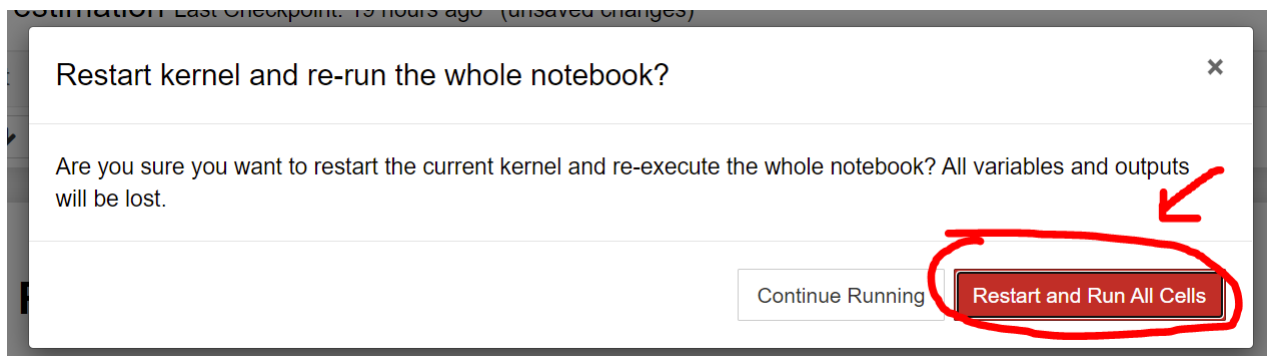 estimation Last Checkpoint: 19 hours ago (unsaved changes)
Restart kernel and re-run the whole notebook? ×
Are you sure you want to restart the current kernel and re-execute the whole notebook? All variables and outputs
will be lost.
Continue Running Restart and Run All Cells